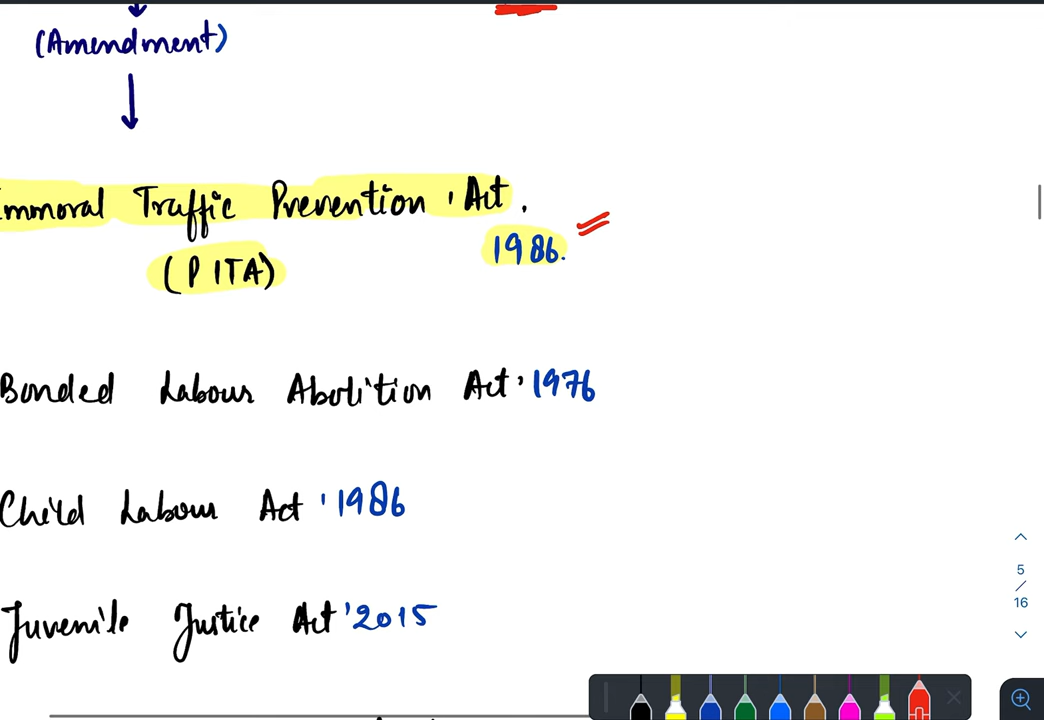 (Amendment)
Immoral Traffic Prevention Act.
1986.
(PITA)
Bonded Labour Abolition Act, 1976
Child Labour Act '1986
Juvenile Justice Act '2015
5
/
16